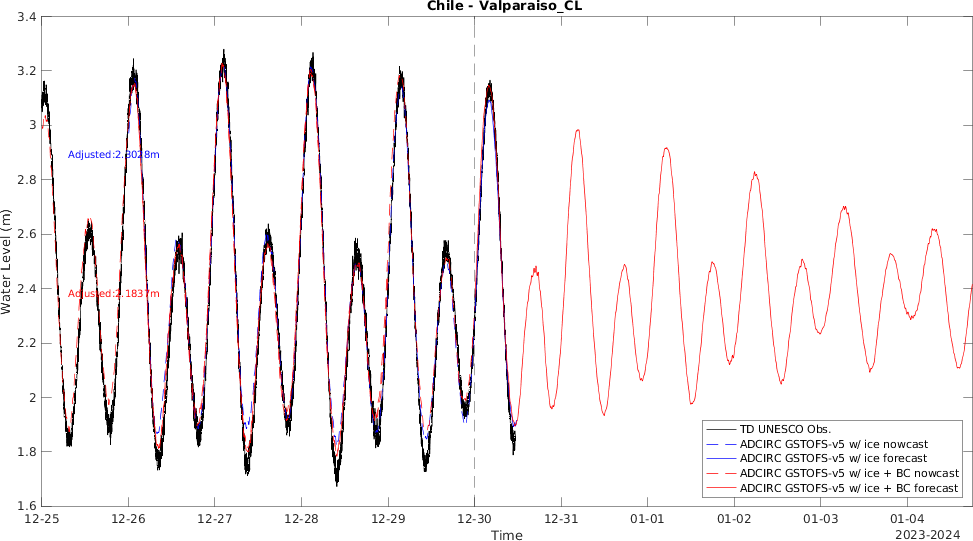 Chile - Valparaiso_CL
3.4
3.2
3
2.8
2.6
2.4
2.2
2
1.8
1.6
Water Level (m)
Adjusted:2.3028m
Adjusted:2.1837m
TD UNESCO Obs.
ADCIRC GSTOFS-v5 w/ ice nowcast
ADCIRC GSTOFS-v5 w/ ice forecast
ADCIRC GSTOFS-v5 w/ ice + BC nowcast
ADCIRC GSTOFS-v5 w/ ice + BC forecast
12-25 12-26 12-27 12-28 12-29 12-30 12-31 01-01 01-02 01-03 01-04
Time
2023-2024